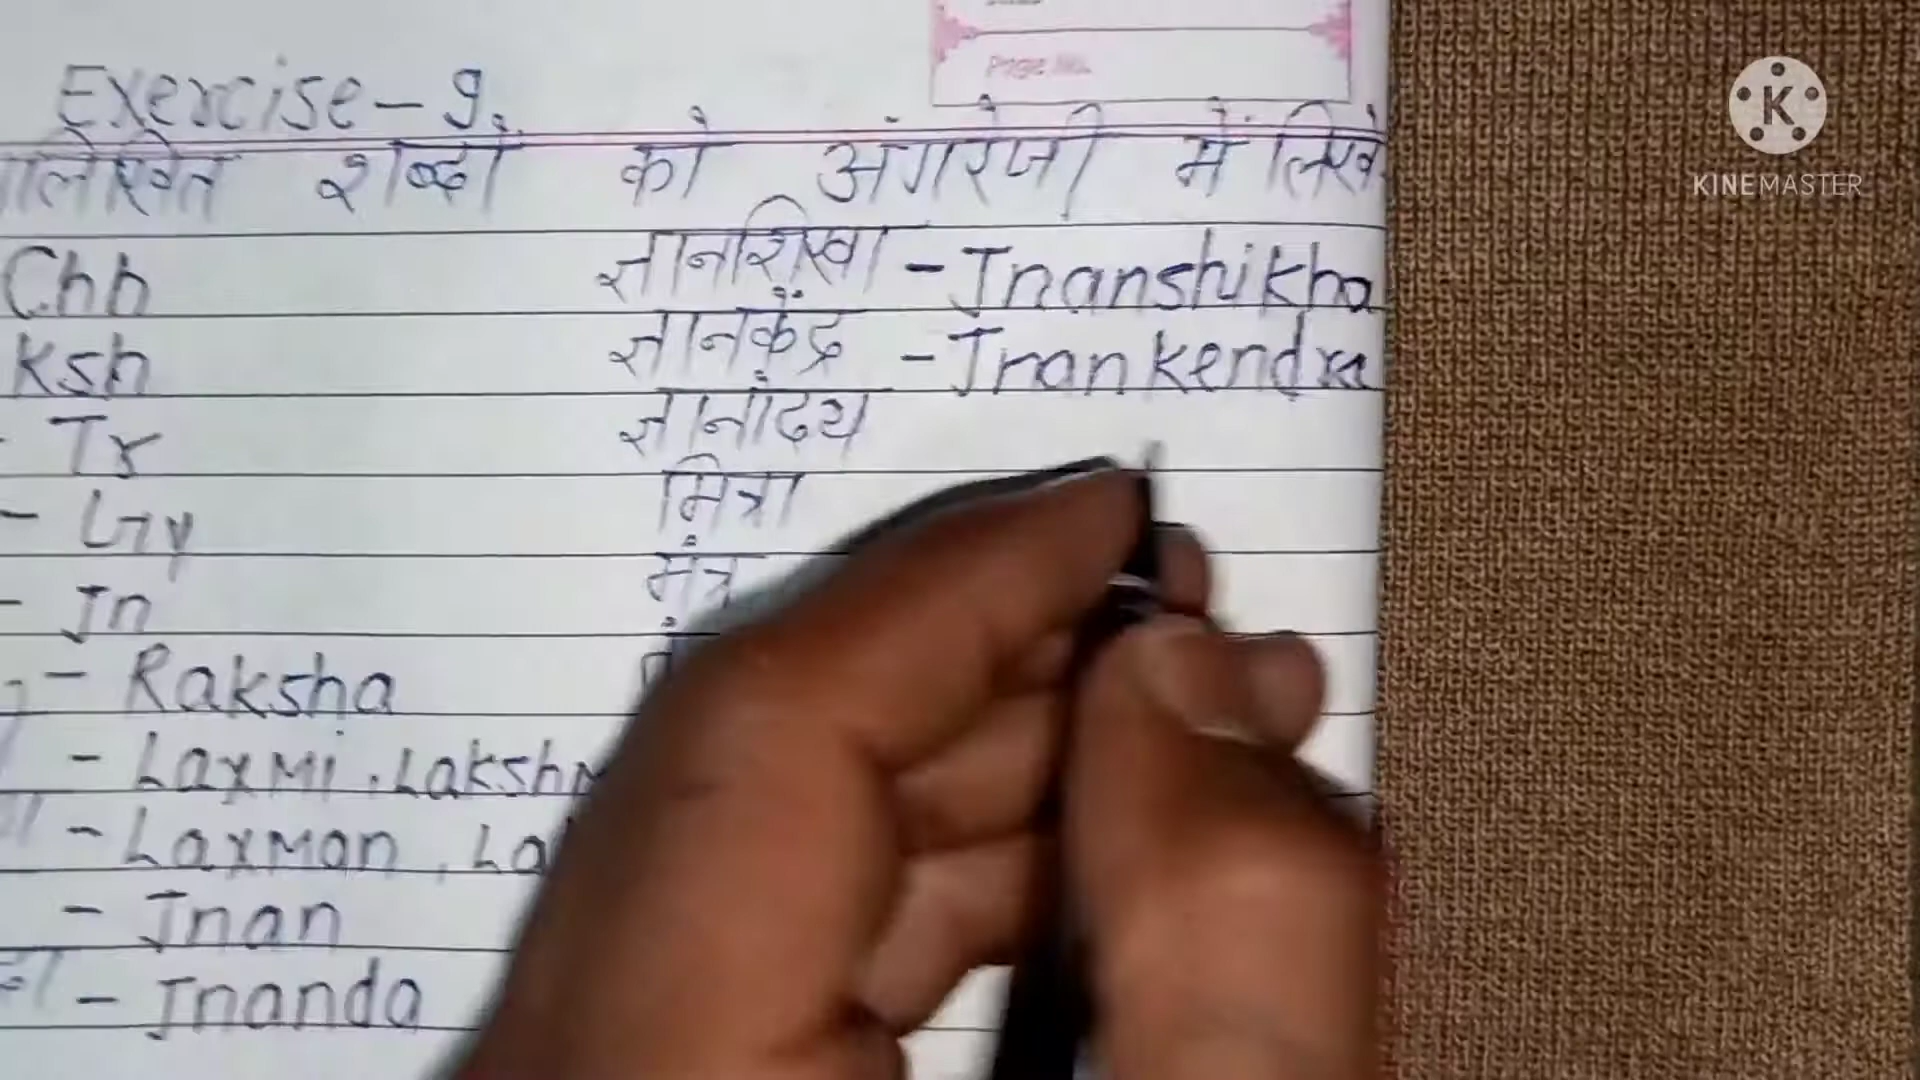 Page No.
Exercise-9.
शब्दों को अंगरेजी में लिखे
Chh ज्ञानशिखा - Jnanshikha
Ksh ज्ञानकेंद्र - Jnankendra
- Tr ज्ञानोदय
- Gy मित्रा
- Jn मंत्र
- Raksha
- Laxmi, Lakshm
- Laxman, La
- Jnan
- Jnanda
K
KINEMASTER